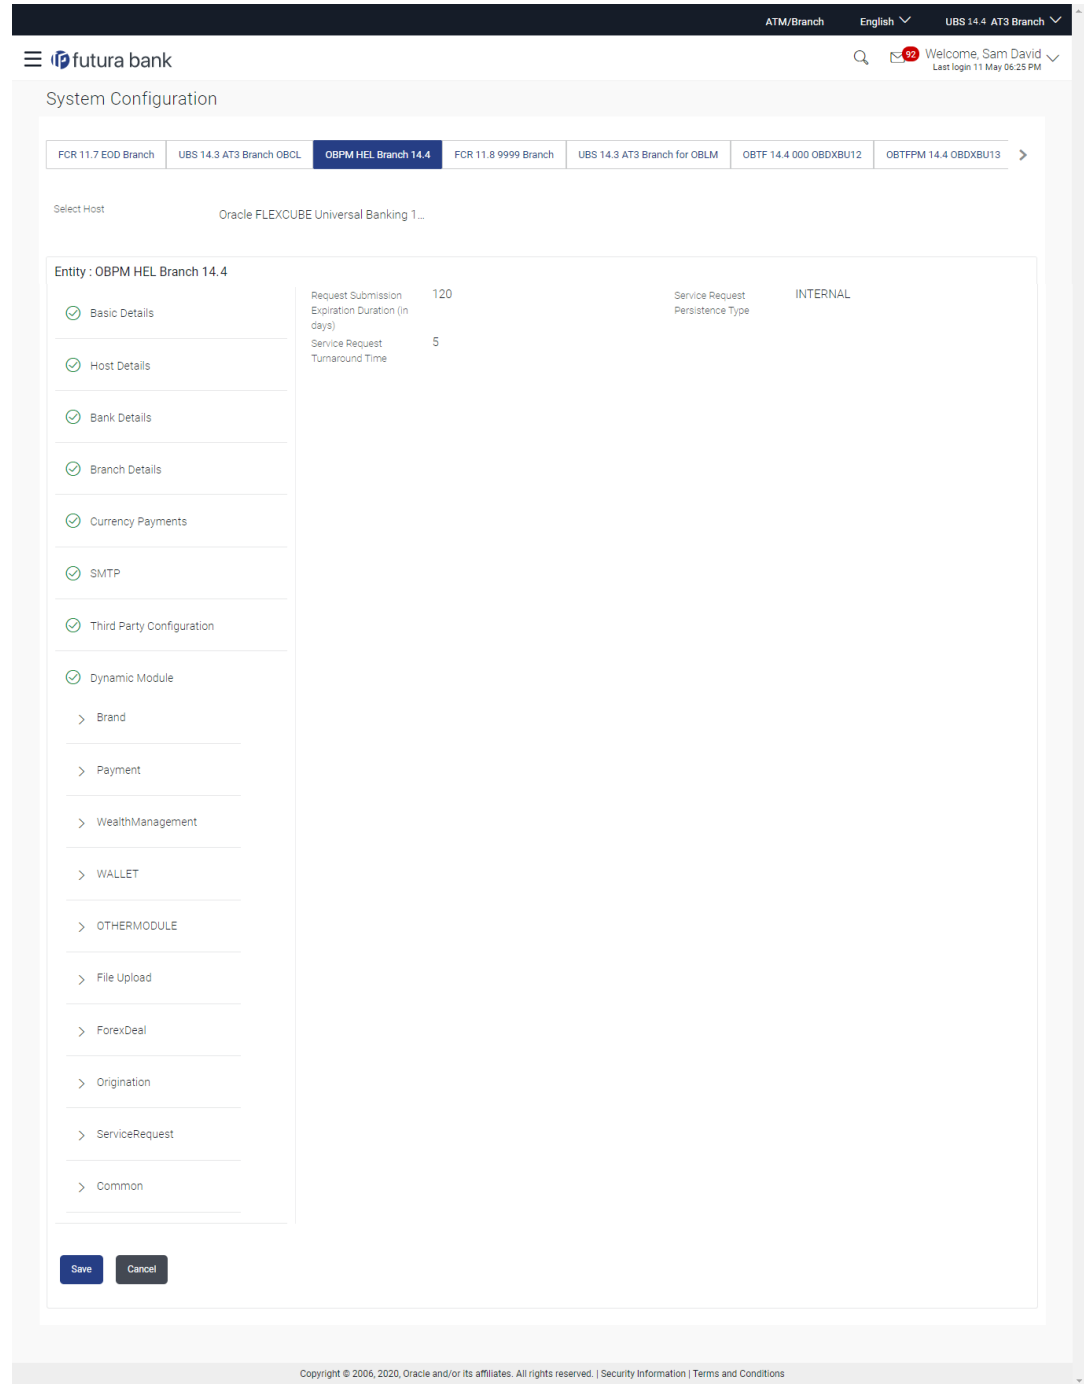 ATM/Branch English UBS 14.4 AT3 Branch
futura bank 92 Welcome, Sam David
Last login 11 May 06:25 PM
System Configuration
FCR 11.7 EOD Branch UBS 14.3 AT3 Branch OBCL OBPM HEL Branch 14.4 FCR 11.8 9999 Branch UBS 14.3 AT3 Branch for OBLM OBTF 14.4 000 OBDXBU12 OBTFPM 14.4 OBDXBU13
Select Host Oracle FLEXCUBE Universal Banking 1...
Entity : OBPM HEL Branch 14.4
Basic Details
Host Details
Bank Details
Branch Details
Currency Payments
SMTP
Third Party Configuration
Dynamic Module
Brand
Payment
WealthManagement
WALLET
OTHERMODULE
File Upload
ForexDeal
Origination
ServiceRequest
Common
Request Submission 120
Expiration Duration (in
days)
Service Request INTERNAL
Persistence Type
Service Request 5
Turnaround Time
Save Cancel
Copyright © 2006, 2020, Oracle and/or its affiliates. All rights reserved. | Security Information | Terms and Conditions